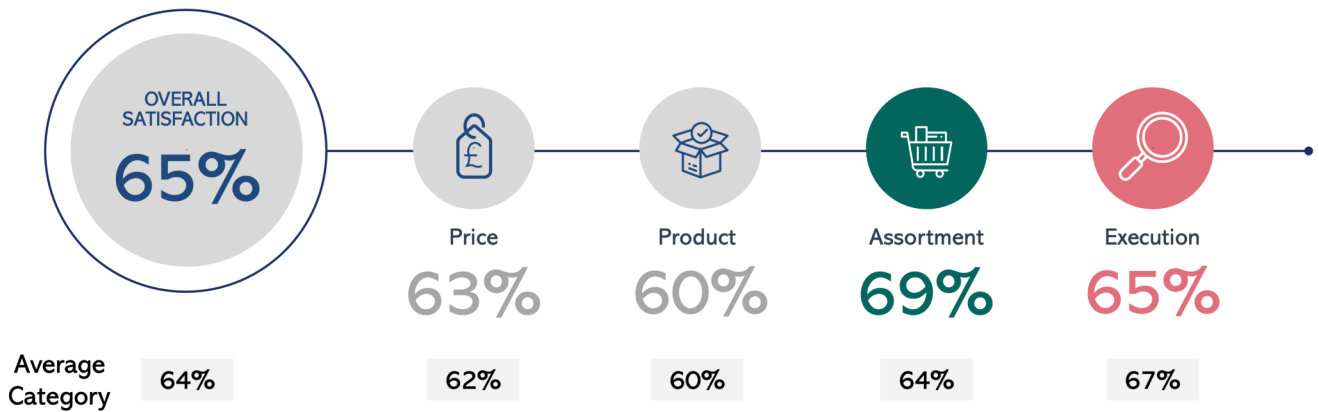 OVERALL
SATISFACTION
65%
£
Price
Product
Assortment
Execution
63%
60%
69%
65%
Average
Category
64%
62%
60%
64%
67%